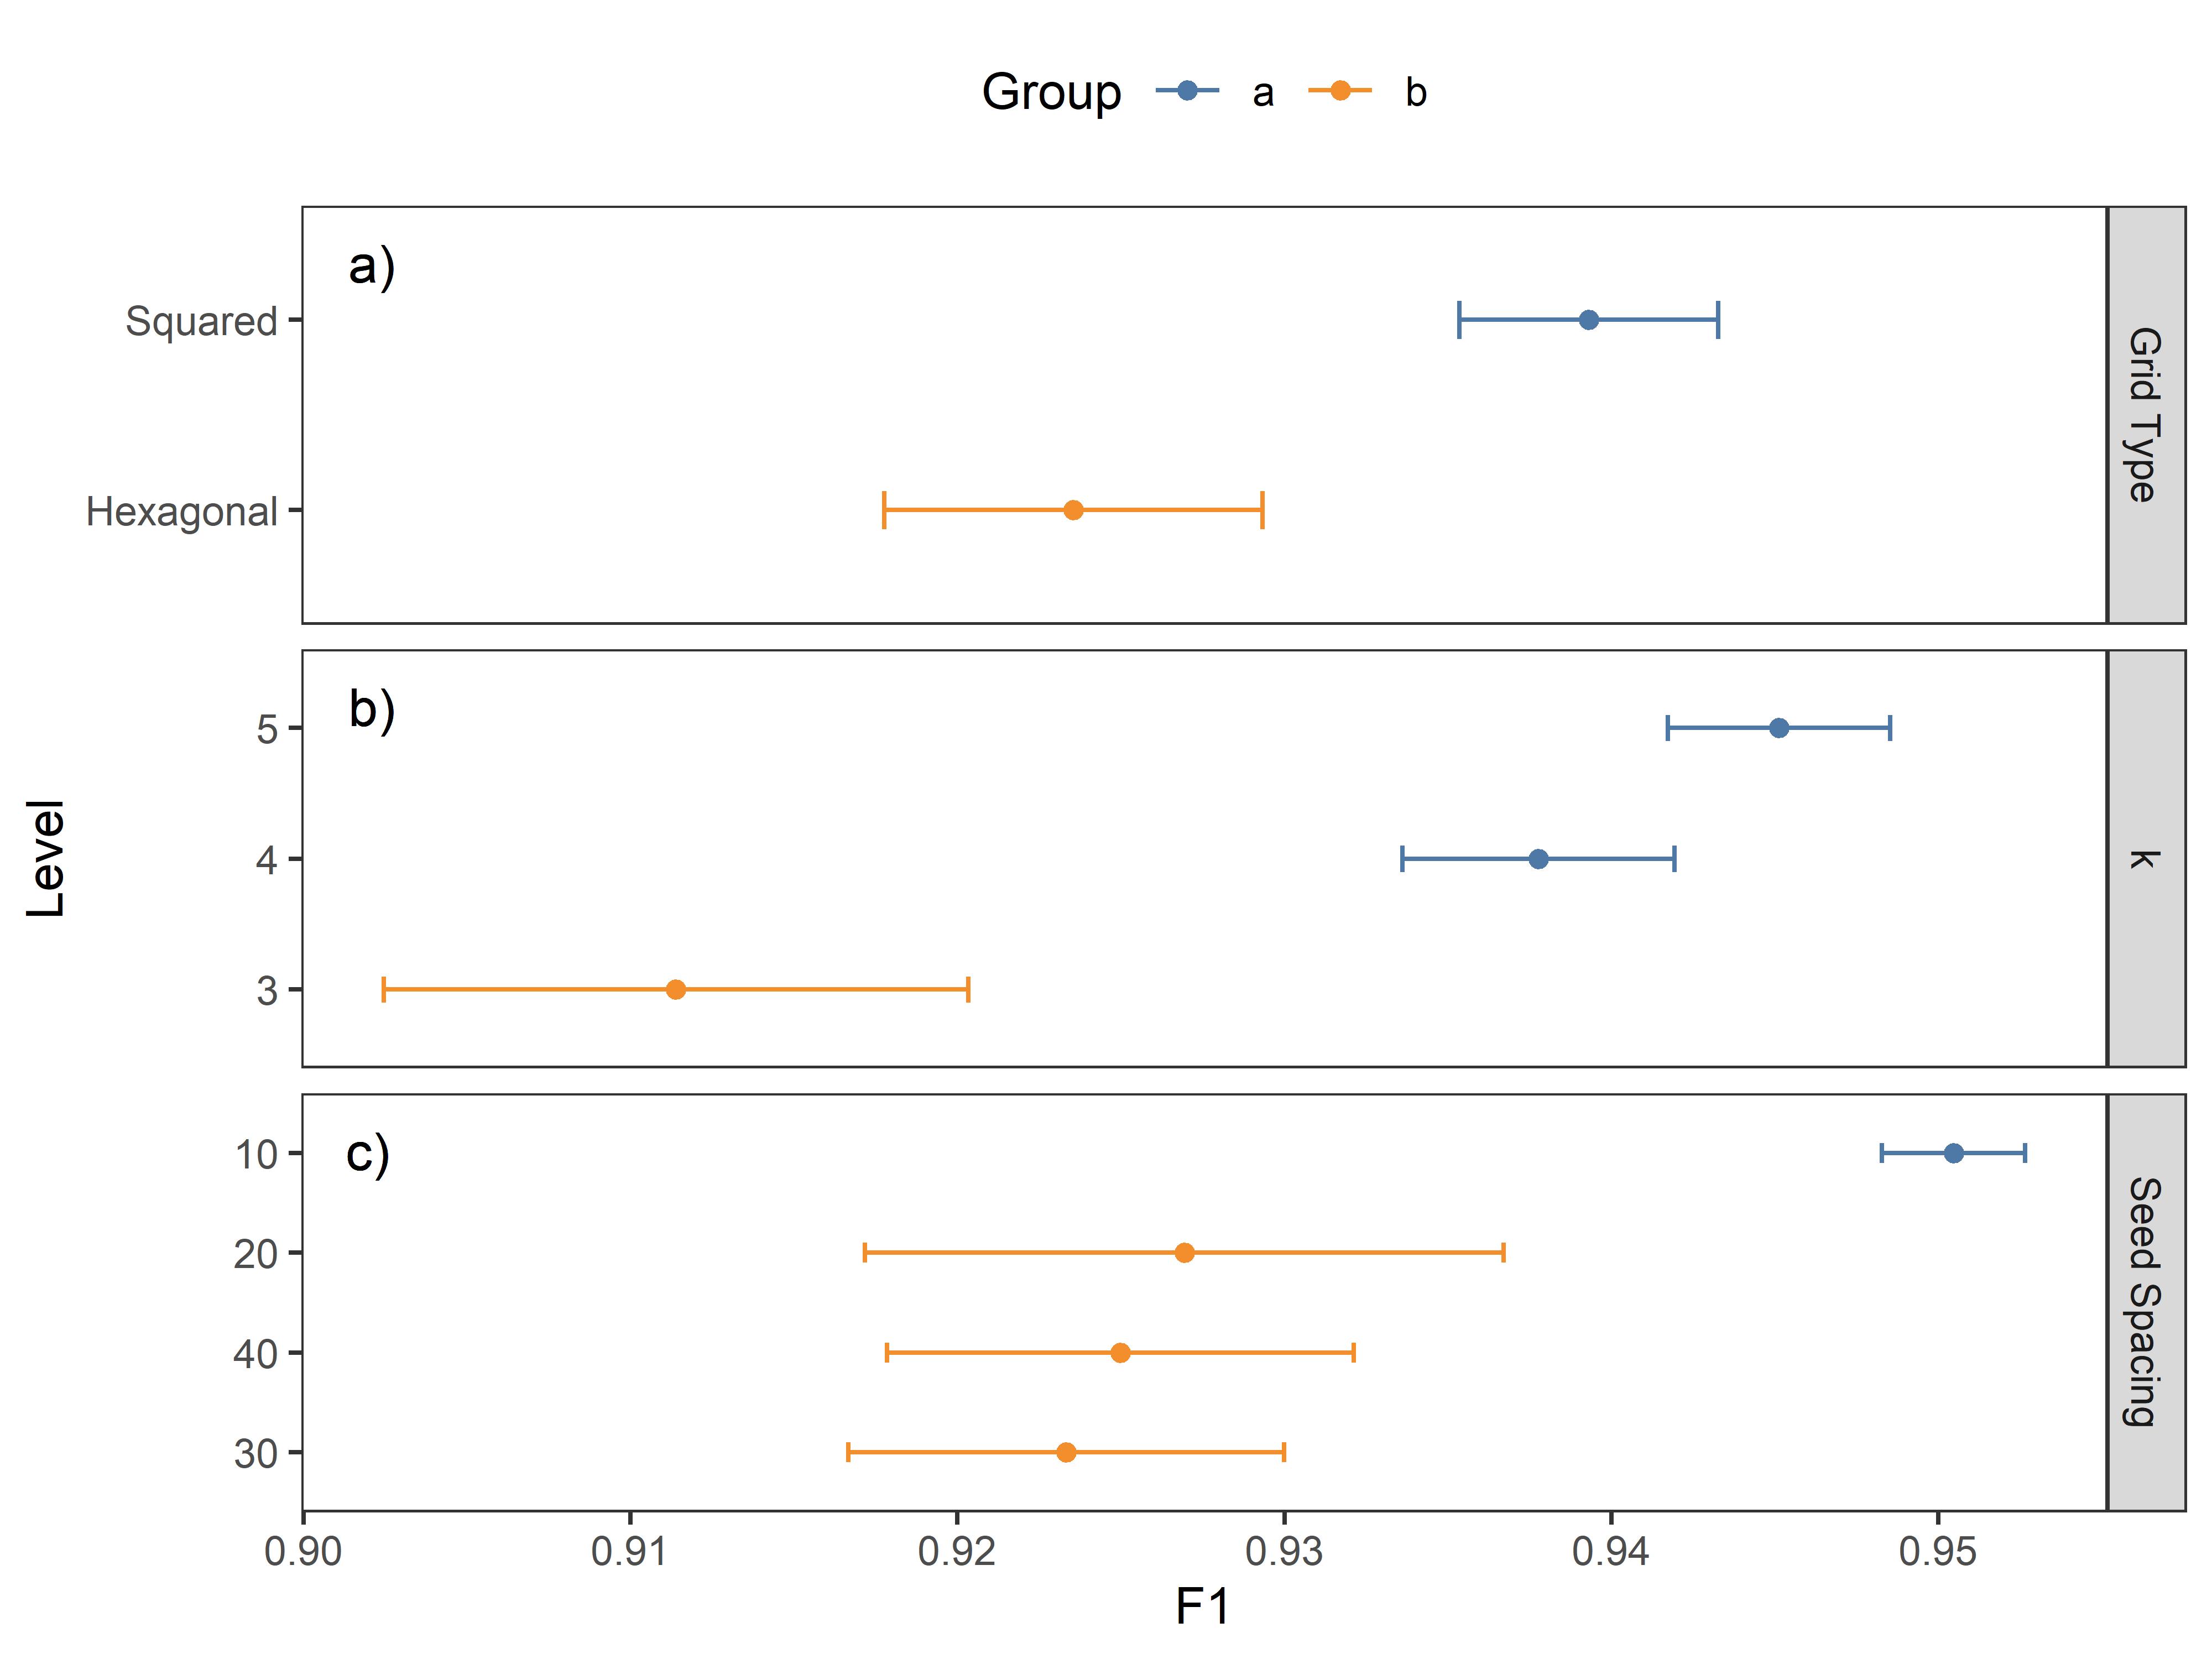 Group a b
a)
Squared
Hexagonal
Grid Type
b)
5
4
3
k
Level
c)
10
20
40
30
Seed Spacing
0.90 0.91 0.92 0.93 0.94 0.95
F1